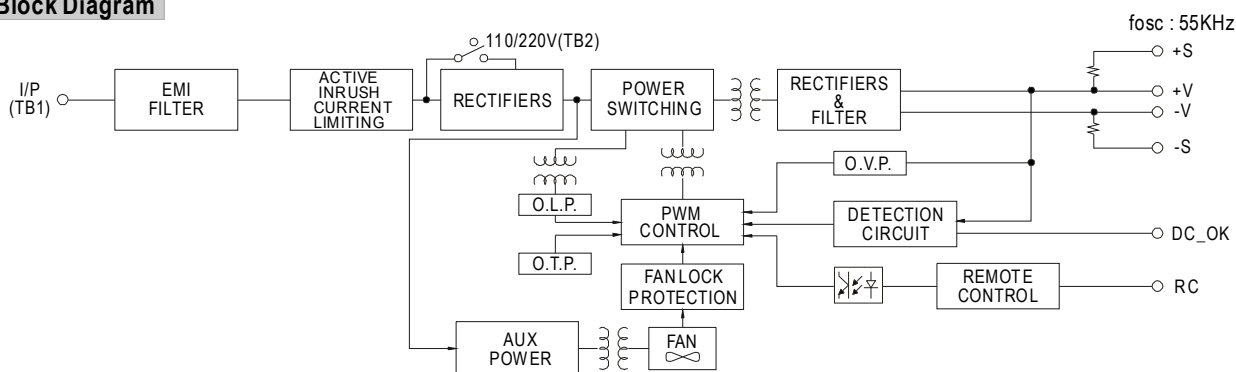 Block Diagram
fosc : 55KHz
I/P
(TB1)
EMI
FILTER
ACTIVE
INRUSH
CURRENT
LIMITING
110/220V(TB2)
RECTIFIERS
POWER
SWITCHING
RECTIFIERS
&
FILTER
+S
+V
-V
-S
O.V.P.
O.L.P.
PWM
CONTROL
DETECTION
CIRCUIT
DC_OK
O.T.P.
FAN LOCK
PROTECTION
REMOTE
CONTROL
RC
AUX
POWER
FAN